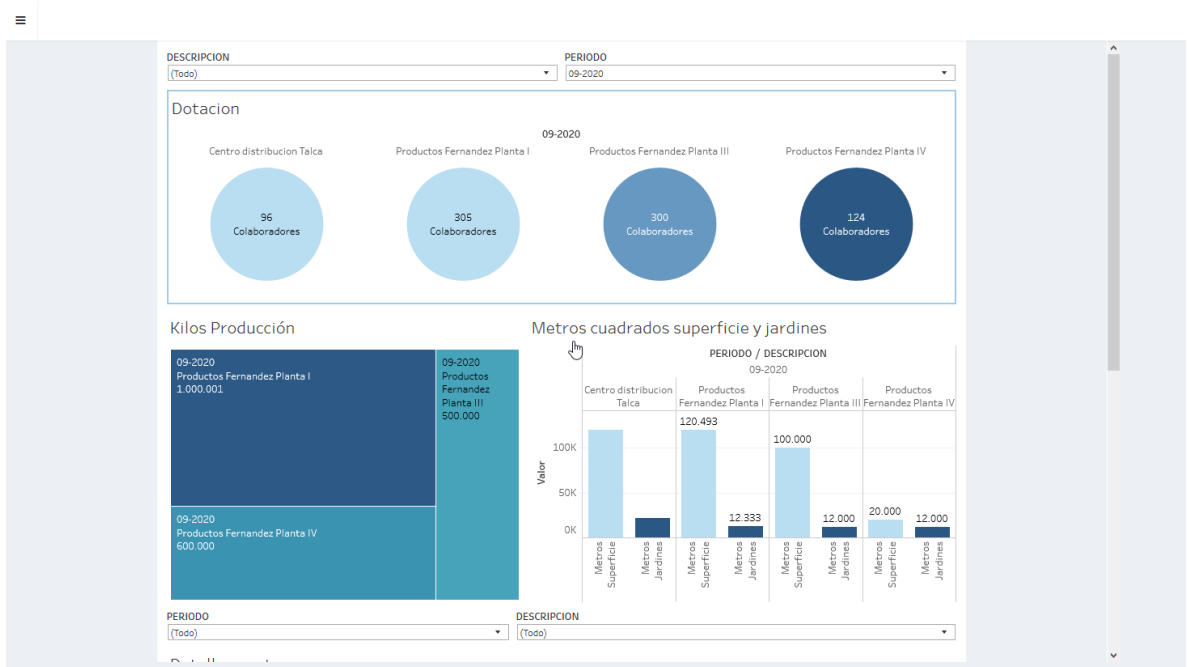 DESCRIPCION
PERIODO
(Todo)
09-2020
Dotacion
09-2020
Centro distribucion Talca
Productos Fernandez Planta I
Productos Fernandez Planta III
Productos Fernandez Planta IV
96
Colaboradores
305
Colaboradores
300
Colaboradores
124
Colaboradores
Kilos Producción
09-2020
Productos Fernandez Planta I
1.000.001
09-2020
Productos
Fernandez
Planta III
500.000
09-2020
Productos Fernandez Planta IV
600.000
Metros cuadrados superficie y jardines
PERIODO / DESCRIPCION
09-2020
Centro distribucion
Talca
Productos
Fernandez Planta I
Productos
Fernandez Planta III
Productos
Fernandez Planta IV
Valor
100K
50K
0K
120.493
12.333
100.000
12.000
20.000
12.000
Metros
Superficie
Metros
Jardines
Metros
Superficie
Metros
Jardines
Metros
Superficie
Metros
Jardines
Metros
Superficie
Metros
Jardines
PERIODO
DESCRIPCION
(Todo)
(Todo)